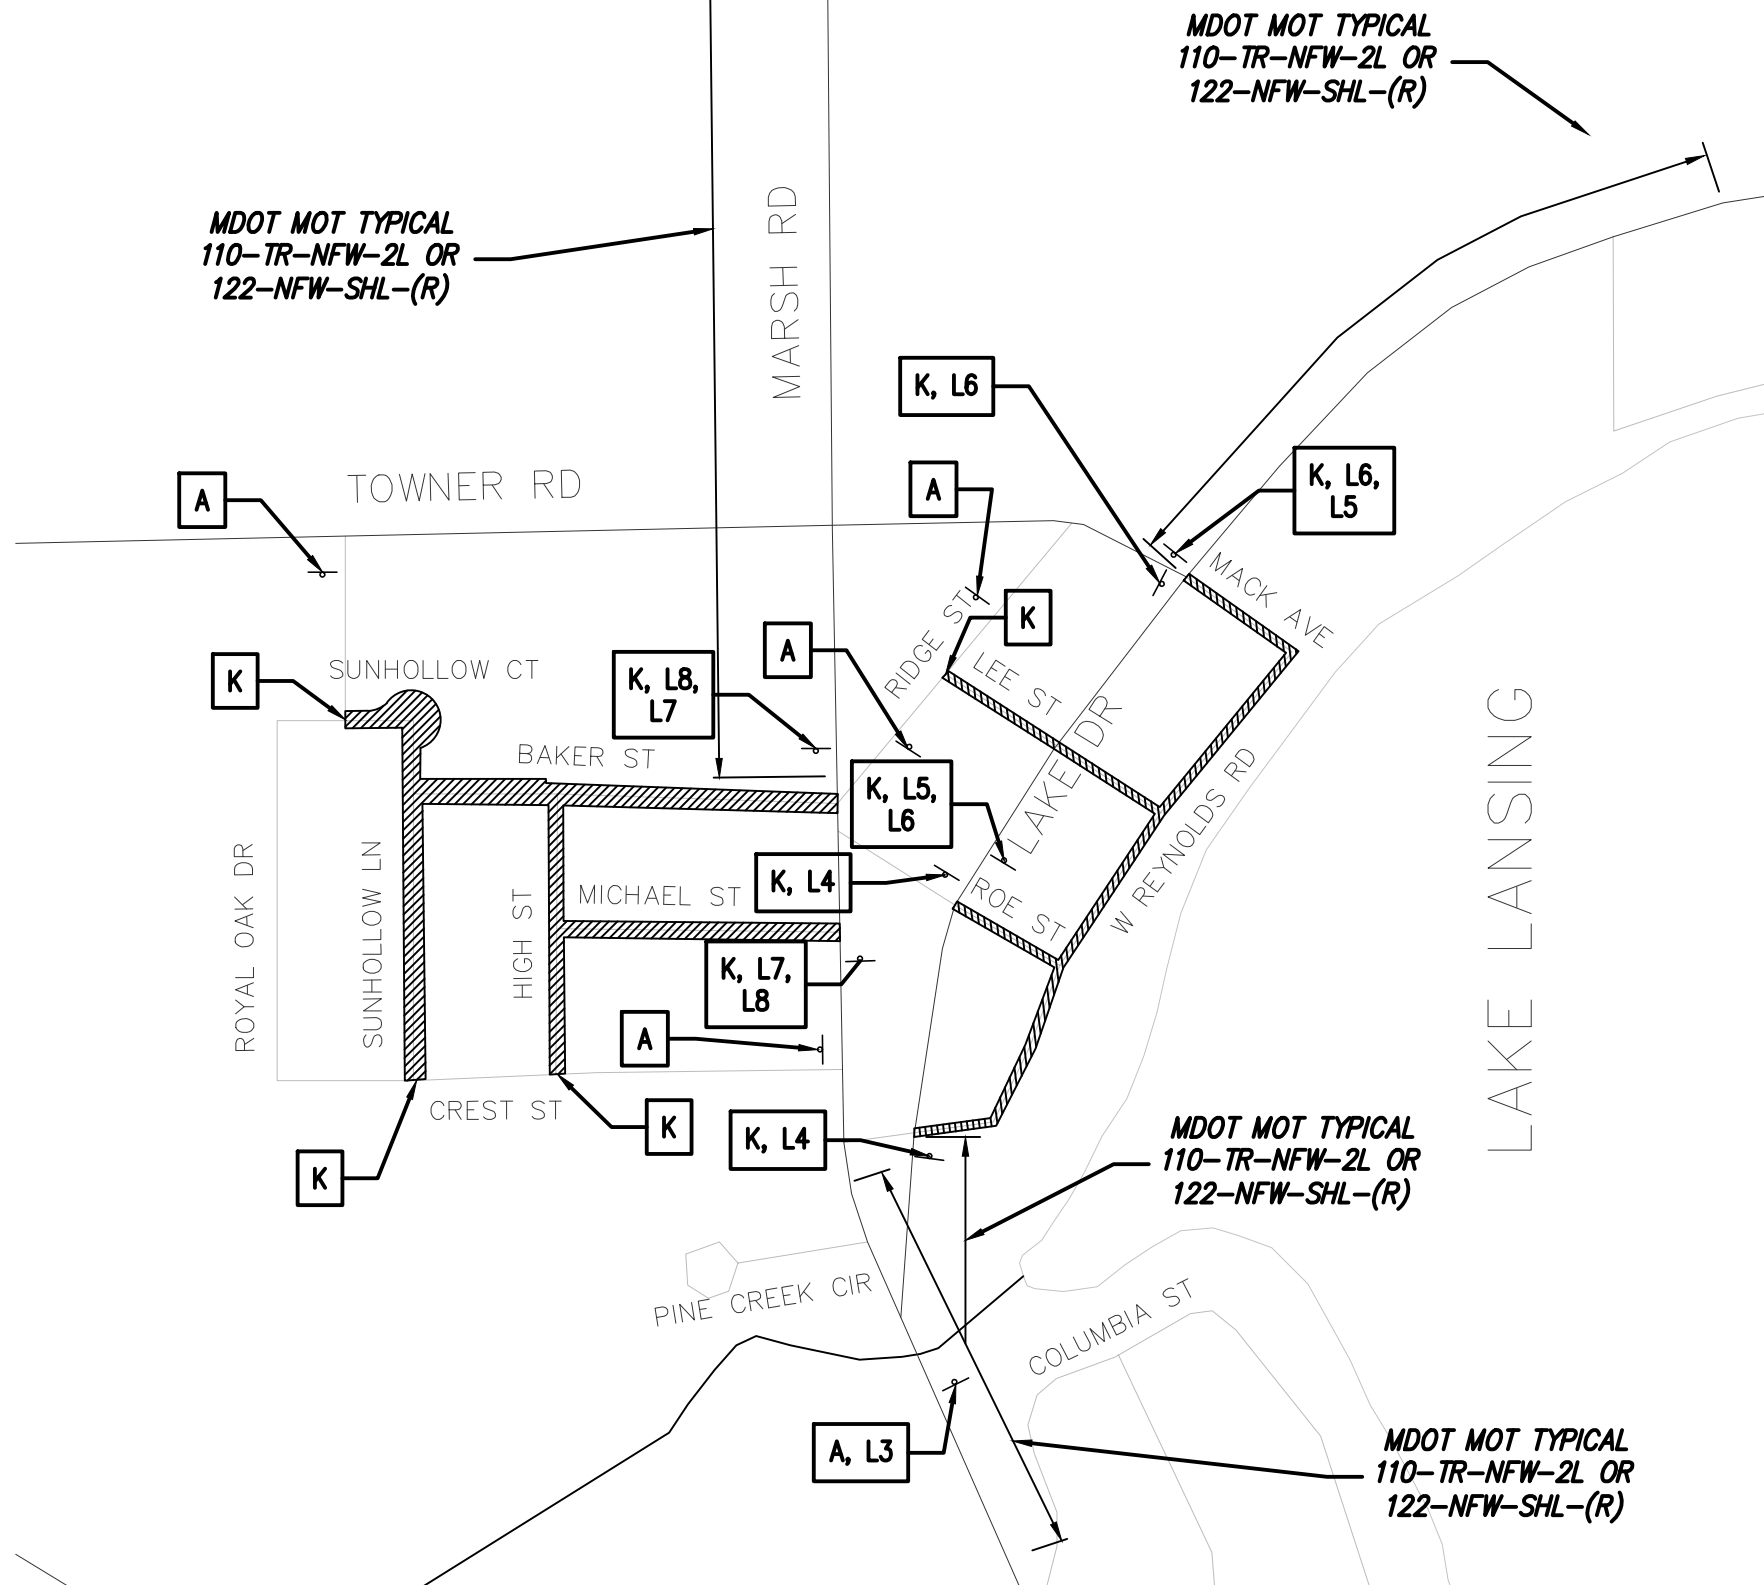 MDOT MOT TYPICAL
110-TR-NFW-2L OR
122-NFW-SHL-(R)
MDOT MOT TYPICAL
110-TR-NFW-2L OR
122-NFW-SHL-(R)
MARSH RD
K, L6
A
K, L6,
L5
TOWNER RD
A
MACK AVE
RIDGE ST
K
A
LEE ST
K, L8,
L7
SUNHOLLOW CT
K
LAKE DR
BAKER ST
K, L5,
L6
W REYNOLDS RD
LAKE LANSING
K, L4
ROE ST
MICHAEL ST
ROYAL OAK DR
SUNHOLLOW LN
HIGH ST
K, L7,
L8
A
CREST ST
K
K, L4
K
MDOT MOT TYPICAL
110-TR-NFW-2L OR
122-NFW-SHL-(R)
PINE CREEK CIR
COLUMBIA ST
A, L3
MDOT MOT TYPICAL
110-TR-NFW-2L OR
122-NFW-SHL-(R)